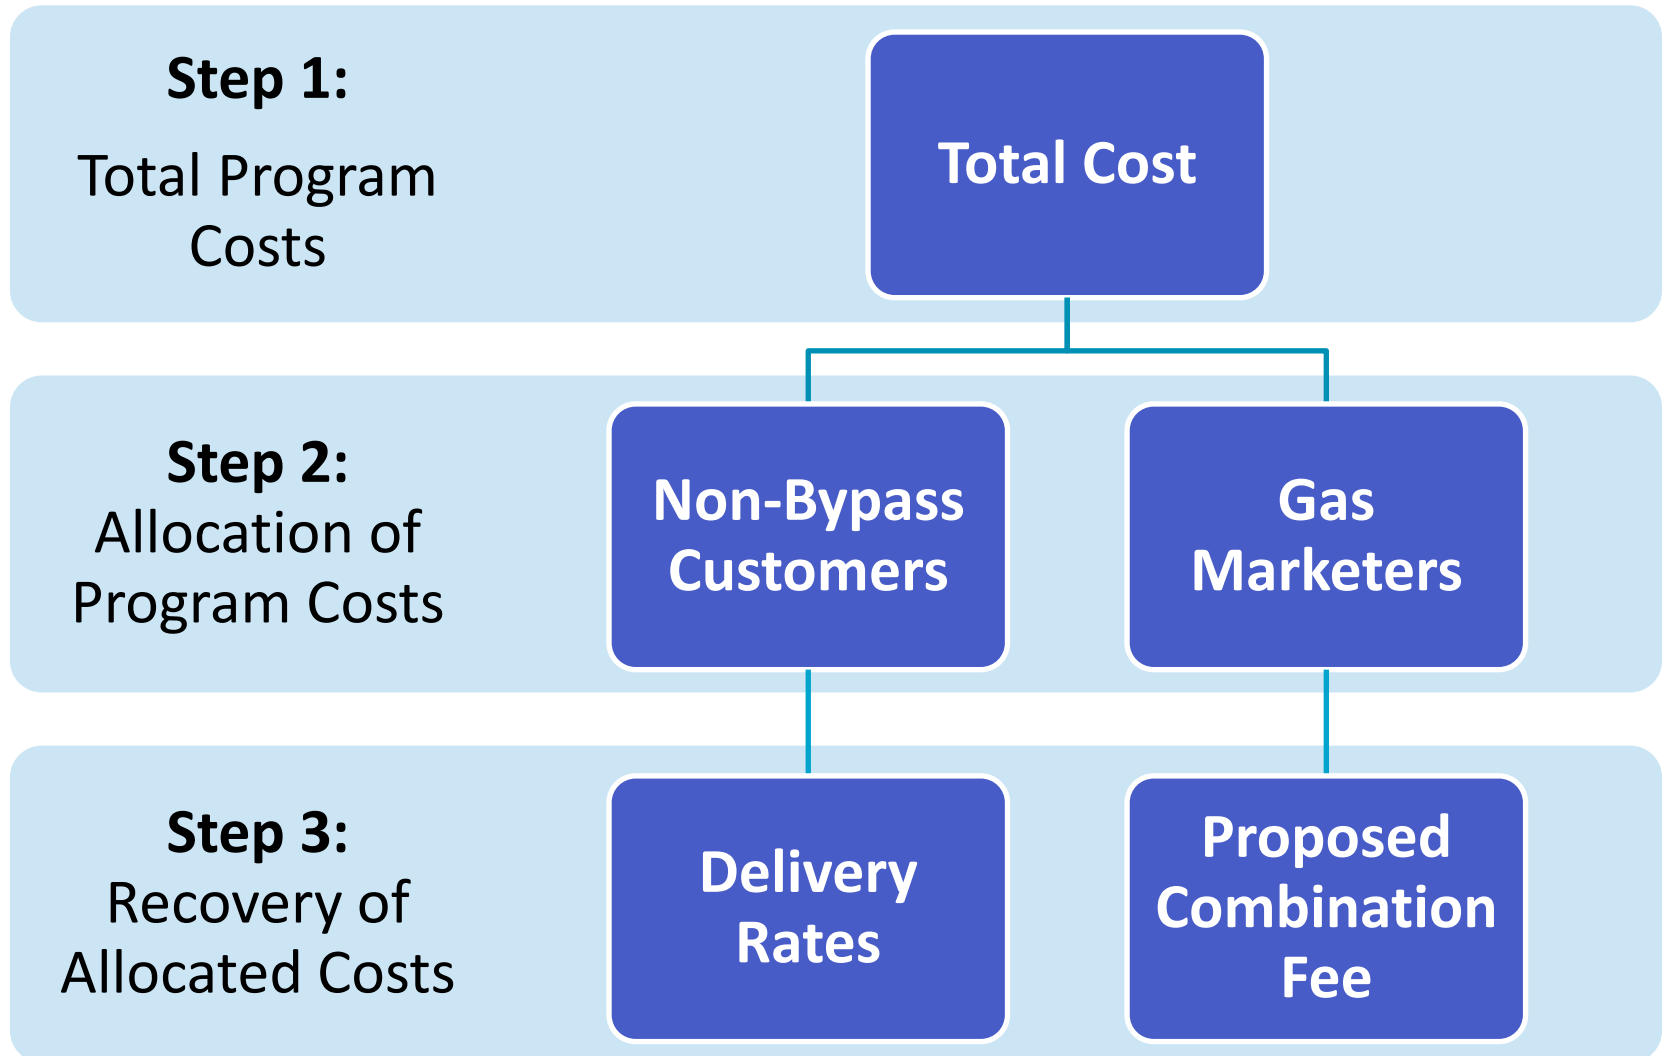 Step 1:
Total Program
Costs
Total Cost
Step 2:
Allocation of
Program Costs
Non-Bypass
Customers
Gas
Marketers
Step 3:
Recovery of
Allocated Costs
Delivery
Rates
Proposed
Combination
Fee